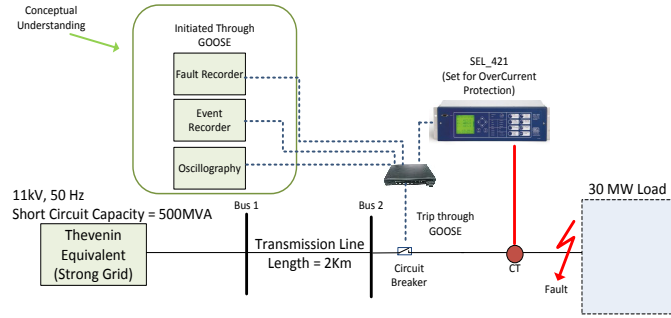 Conceptual
Understanding
Initiated Through
GOOSE
Fault Recorder
Event
Recorder
Oscillography
SEL_421
(Set for OverCurrent
Protection)
11kV, 50 Hz
Short Circuit Capacity = 500MVA
Thevenin
Equivalent
(Strong Grid)
Bus 1
Transmission Line
Length = 2Km
Bus 2
Trip through
GOOSE
Circuit
Breaker
CT
Fault
30 MW Load